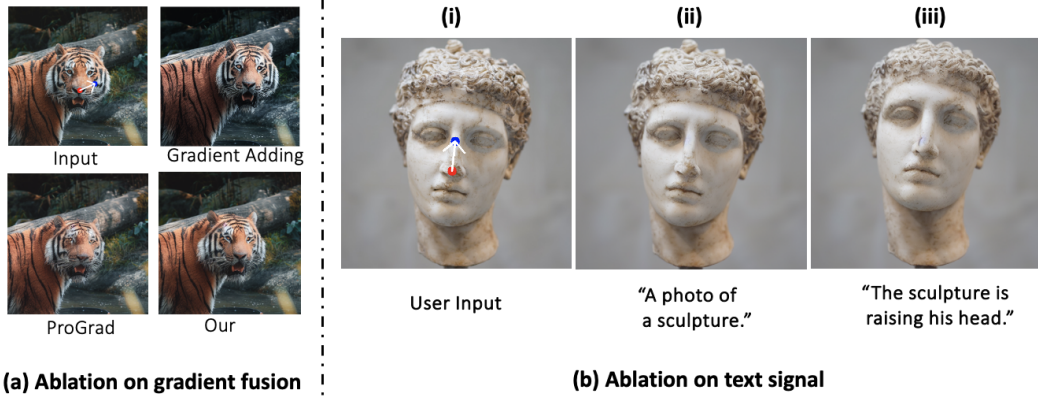 Input
Gradient Adding
ProGrad
Our
(a) Ablation on gradient fusion
(i)
(ii)
(iii)
User Input
“A photo of
a sculpture.”
“The sculpture is
raising his head.”
(b) Ablation on text signal